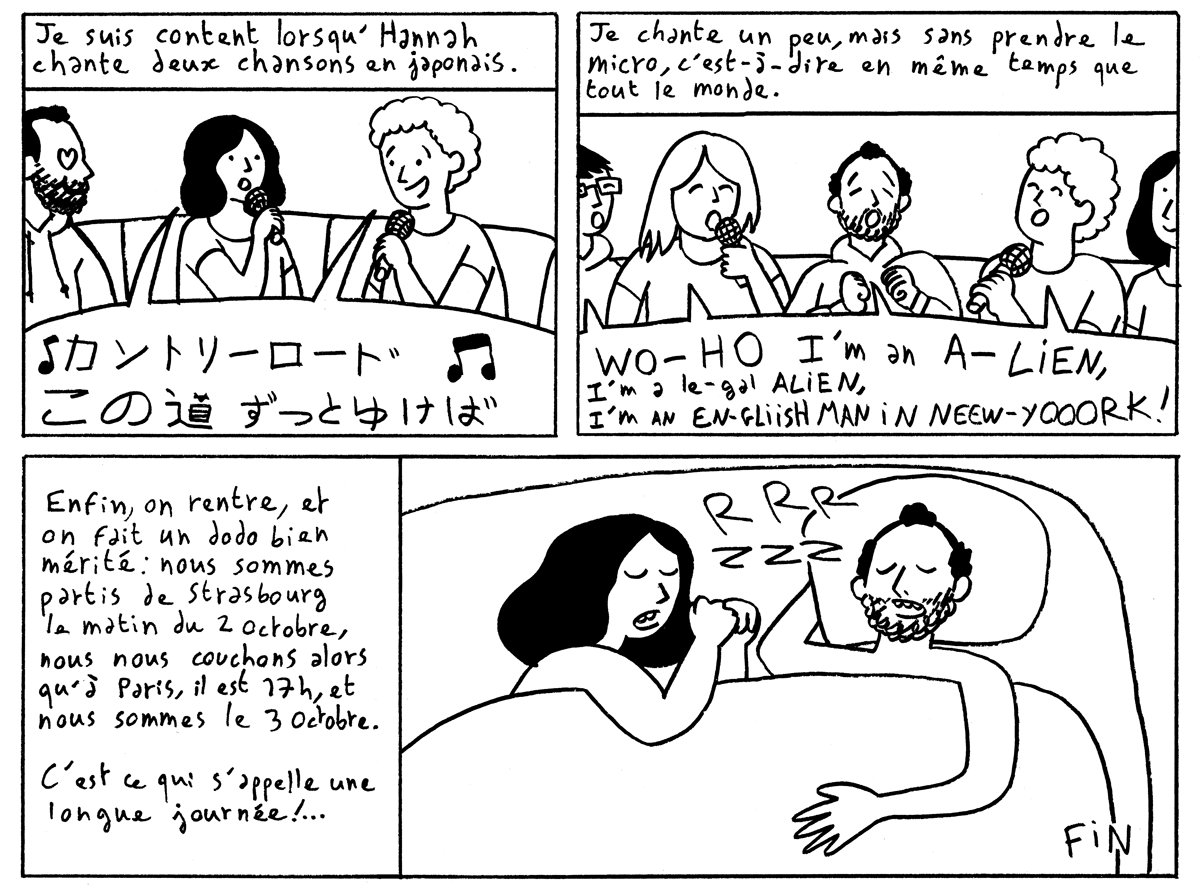 Je suis content lorsqu'Hannah
chante deux chansons en japonais.
♪カントリーロード ♫
この道 ずっとゆけば
Je chante un peu, mais sans prendre le
micro, c'est-à-dire en même temps que
tout le monde.
WO-HO I'm an A-LiEN,
I'm a le-gal ALiEN,
I'm AN EN-GLiiSH MAN iN NEEW-YOOORK!
Enfin, on rentre, et
on fait un dodo bien
mérité: nous sommes
partis de Strasbourg
le matin du 2 octobre,
nous nous couchons alors
qu'à Paris, il est 17h, et
nous sommes le 3 octobre.
C'est ce qui s'appelle une
longue journée!...
R R R
ZZZ
FiN